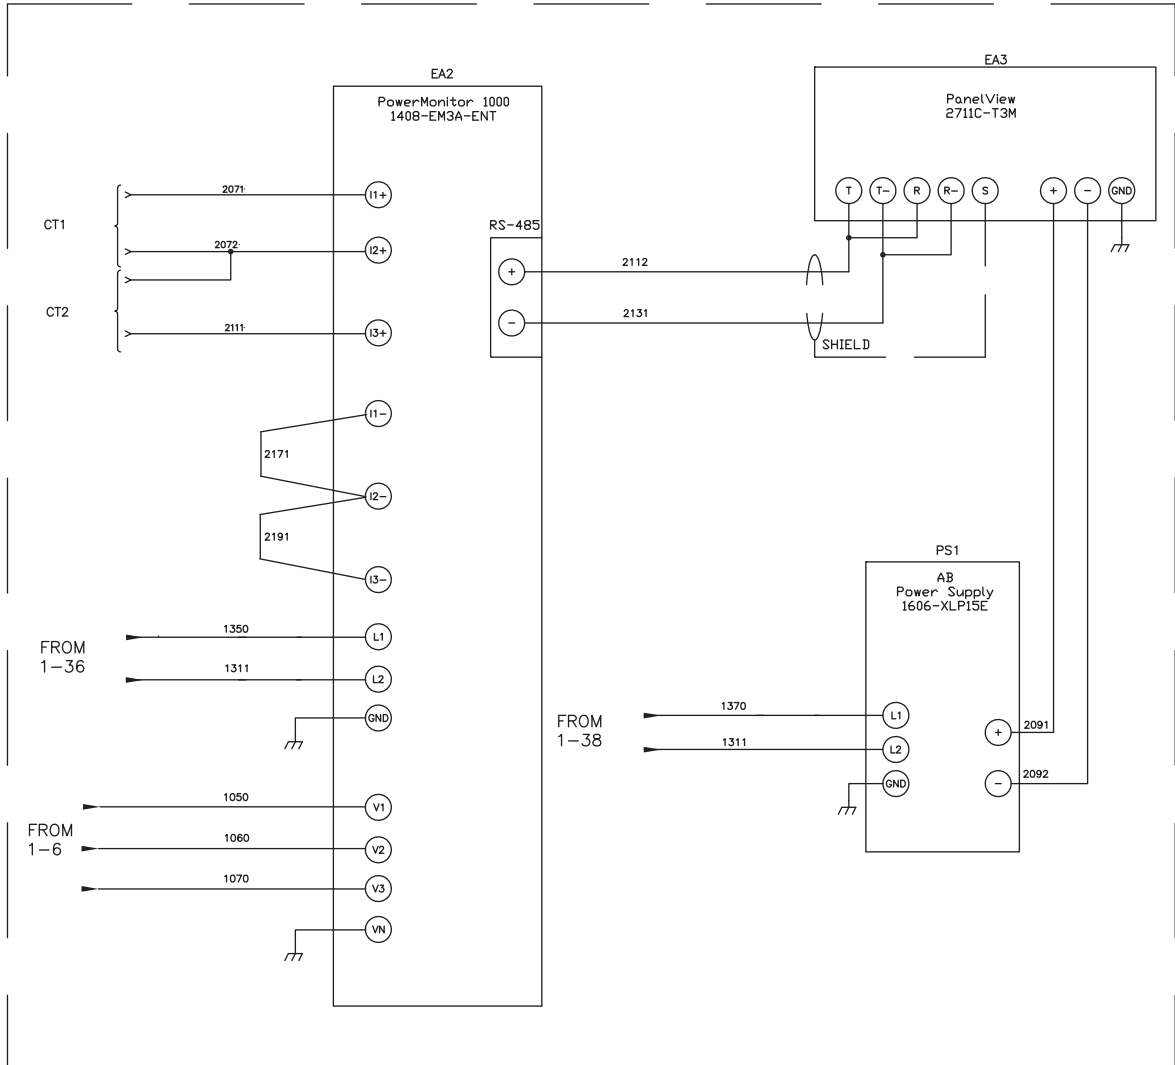 EA2
PowerMonitor 1000
1408-EM3A-ENT
EA3
PanelView
2711C-T3M
T
T-
R
R-
S
+
-
GND
CT1
2071
I1+
2072
I2+
CT2
2111
I3+
RS-485
+
2112
-
2131
SHIELD
I1-
2171
I2-
2191
I3-
FROM
1-36
1350
L1
1311
L2
GND
FROM
1-6
1050
V1
1060
V2
1070
V3
VN
PS1
AB
Power Supply
1606-XLP15E
FROM
1-38
1370
L1
1311
L2
GND
+
2091
-
2092